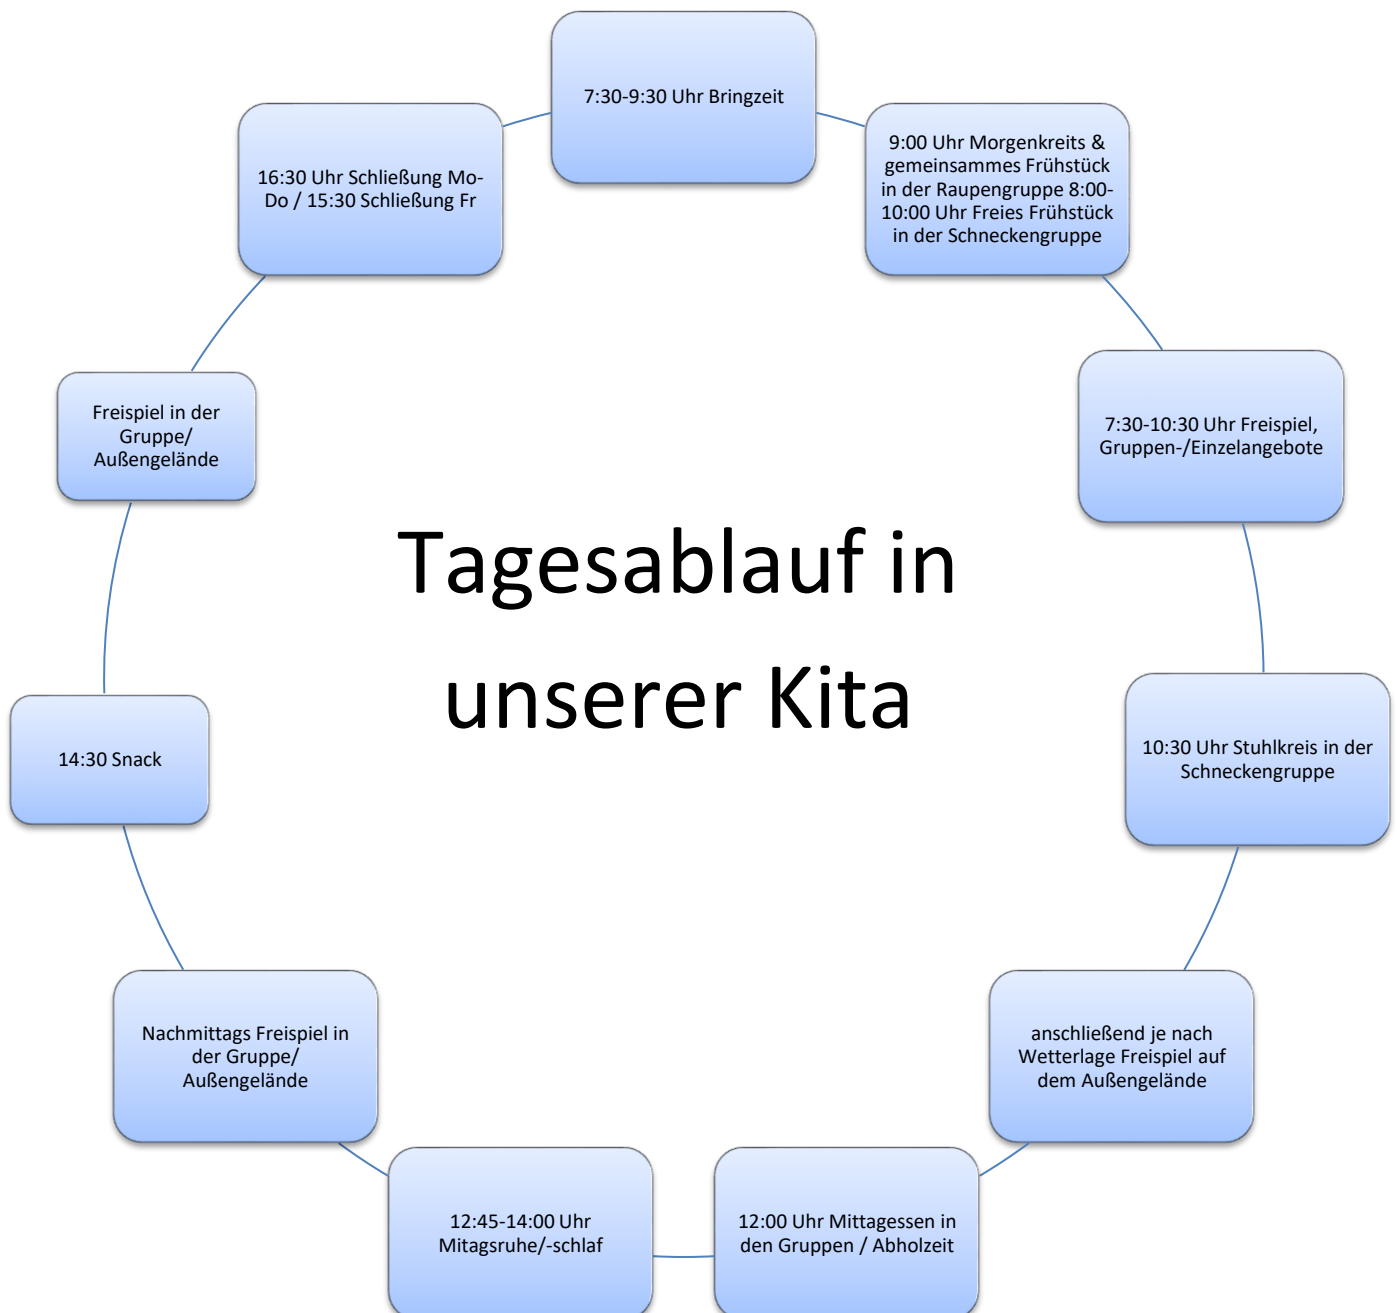 7:30-9:30 Uhr Bringzeit
9:00 Uhr Morgenkreits &
gemeinsammes Frühstück
in der Raupengruppe 8:00-
10:00 Uhr Freies Frühstück
in der Schneckengruppe
7:30-10:30 Uhr Freispiel,
Gruppen-/Einzelangebote
10:30 Uhr Stuhlkreis in der
Schneckengruppe
anschließend je nach
Wetterlage Freispiel auf
dem Außengelände
12:00 Uhr Mittagessen in
den Gruppen / Abholzeit
12:45-14:00 Uhr
Mitagsruhe/-schlaf
Nachmittags Freispiel in
der Gruppe/
Außengelände
14:30 Snack
Freispiel in der
Gruppe/
Außengelände
16:30 Uhr Schließung Mo-
Do / 15:30 Schließung Fr
Tagesablauf in
unserer Kita